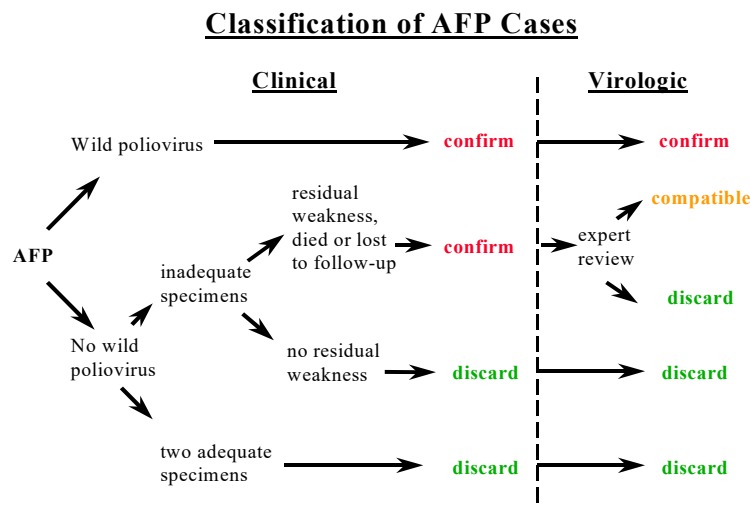 Classification of AFP Cases
Clinical
Virologic
Wild poliovirus
confirm
confirm
residual
weakness,
died or lost
to follow-up
confirm
expert
review
compatible
discard
AFP
inadequate
specimens
no residual
weakness
discard
discard
No wild
poliovirus
two adequate
specimens
discard
discard